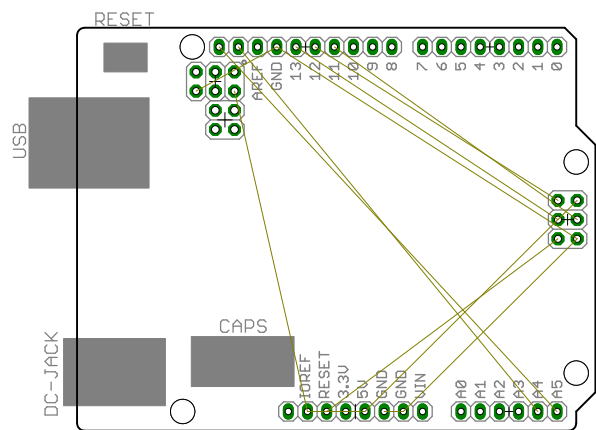 RESET
AREF
GND
13
12
11
10
9
8
7
6
5
4
3
2
1
0
USB
CAPS
DC-JACK
IOREF
RESET
3.3V
5V
GND
GND
VIN
A0
A1
A2
A3
A4
A5